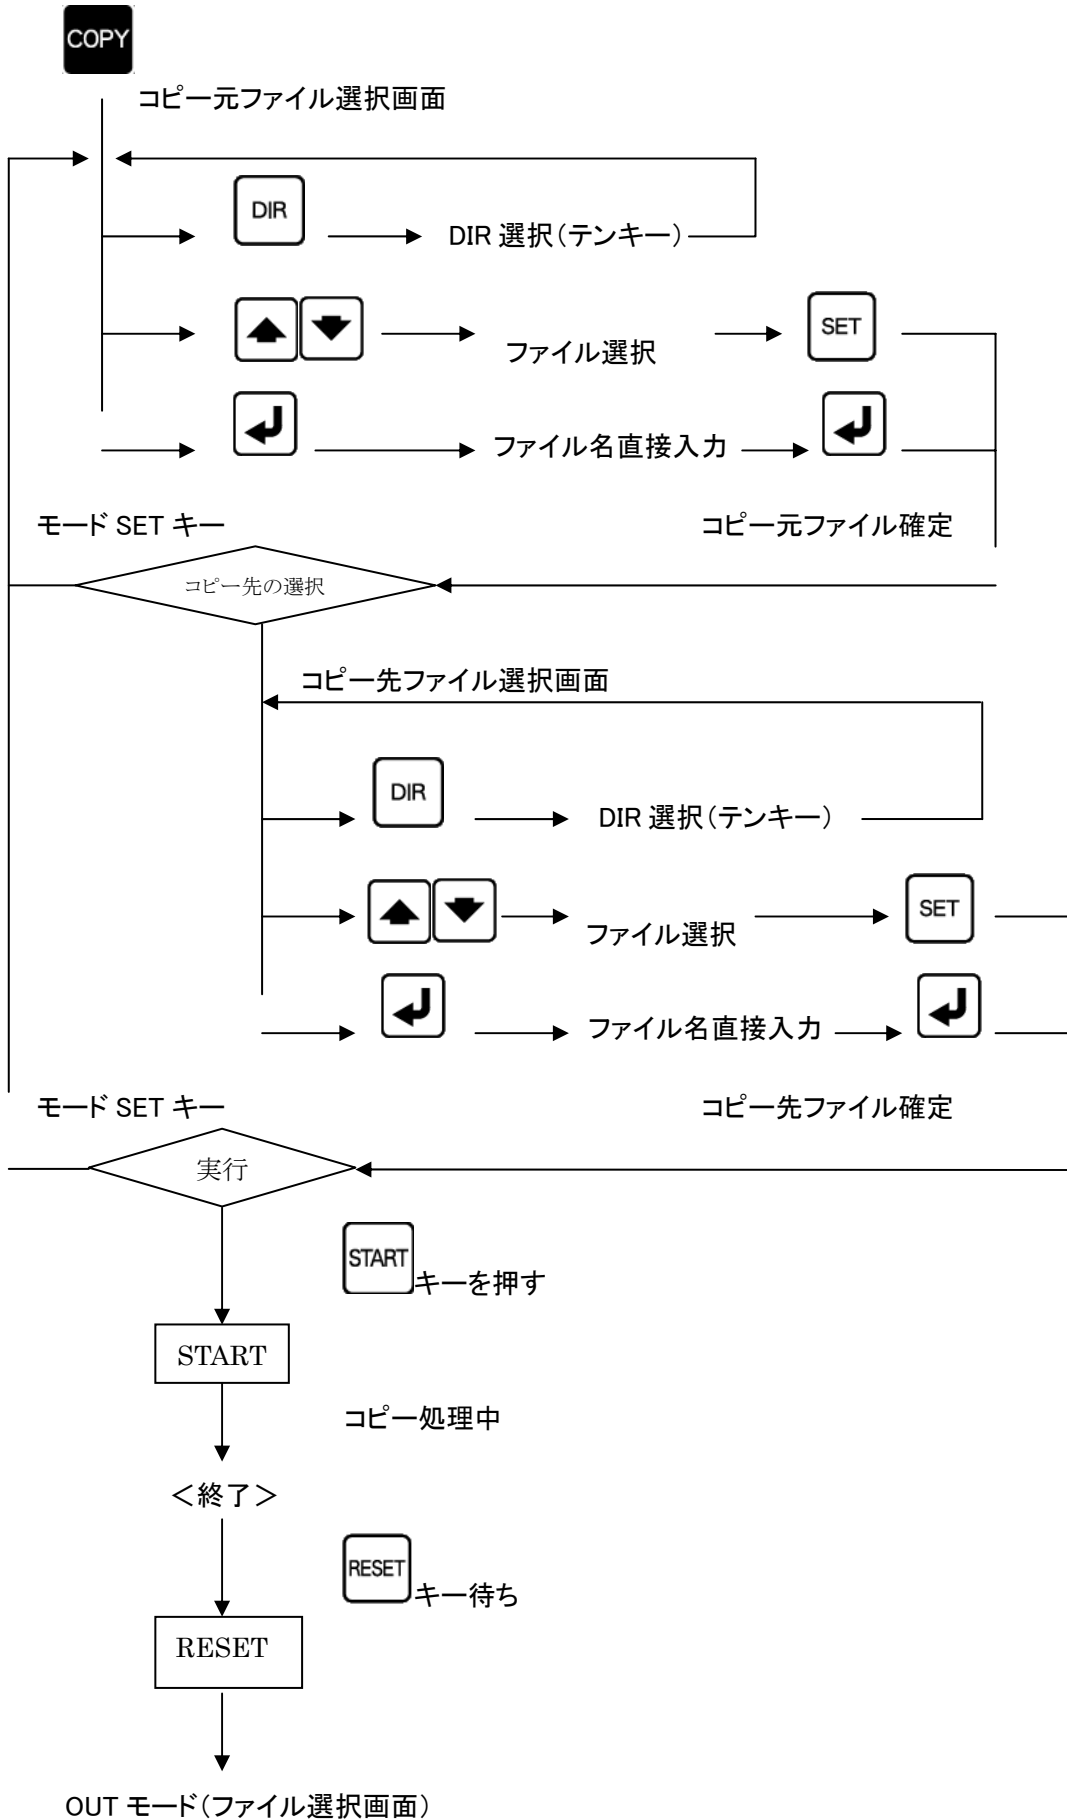 COPY
コピー元ファイル選択画面
DIR
DIR 選択（テンキー）
ファイル選択
SET
ファイル名直接入力
モード SET キー
コピー元ファイル確定
コピー先の選択
コピー先ファイル選択画面
DIR
DIR 選択（テンキー）
ファイル選択
SET
ファイル名直接入力
モード SET キー
コピー先ファイル確定
実行
START キーを押す
START
コピー処理中
＜終了＞
RESET キー待ち
RESET
OUT モード（ファイル選択画面）